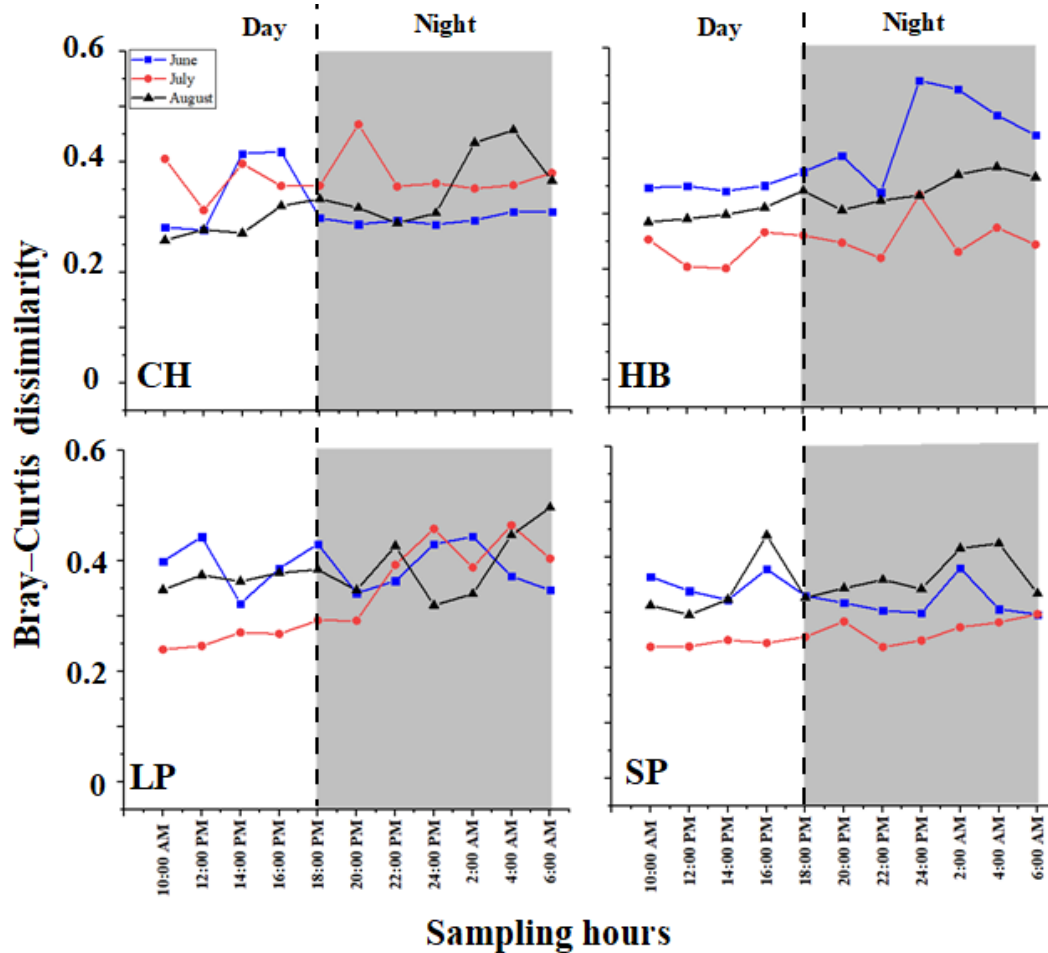 Day
Night
Day
Night
0.6
0.4
0.2
0
June
July
August
CH
HB
Bray–Curtis dissimilarity
0.6
0.4
0.2
0
LP
SP
10:00 AM
12:00 PM
14:00 PM
16:00 PM
18:00 PM
20:00 PM
22:00 PM
24:00 PM
2:00 AM
4:00 AM
6:00 AM
10:00 AM
12:00 PM
14:00 PM
16:00 PM
18:00 PM
20:00 PM
22:00 PM
24:00 PM
2:00 AM
4:00 AM
6:00 AM
Sampling hours